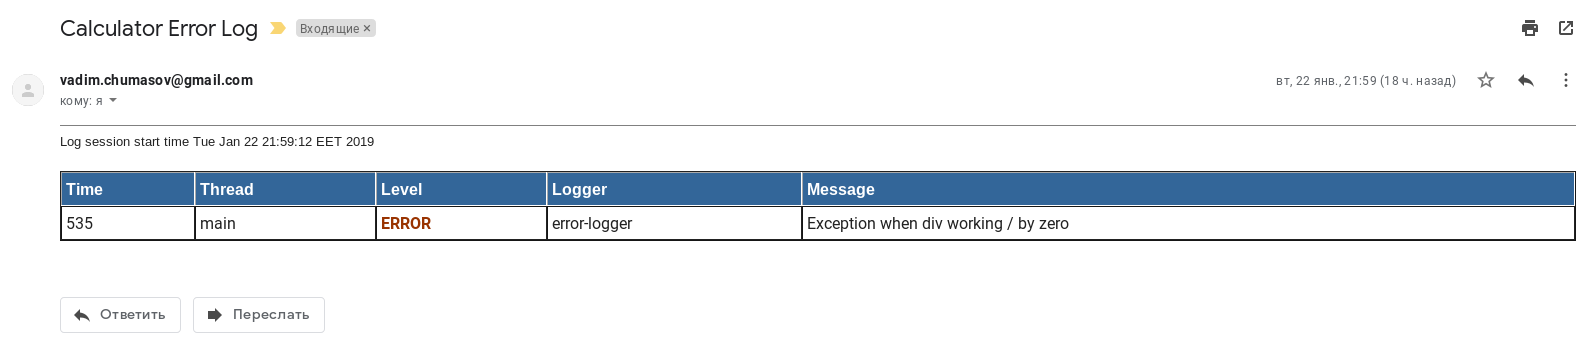 Calculator Error Log Входящие ×
vadim.chumasov@gmail.com вт, 22 янв., 21:59 (18 ч. назад)
кому: я
Log session start time Tue Jan 22 21:59:12 EET 2019
Time Thread Level Logger Message
535 main ERROR error-logger Exception when div working / by zero
Ответить Переслать